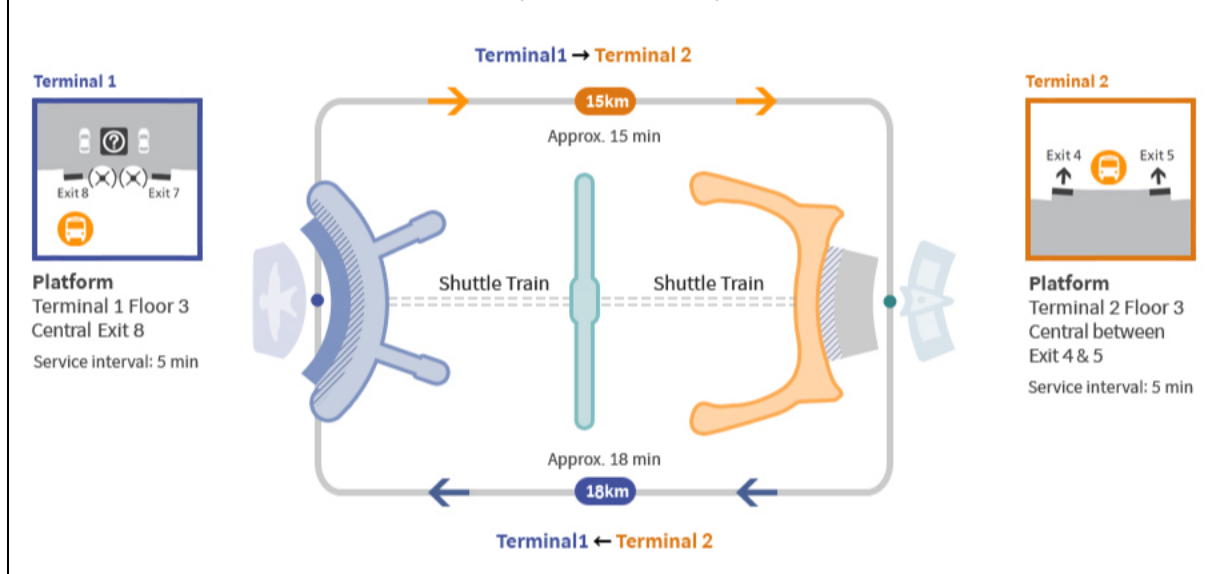 Terminal1 → Terminal 2
15km
Approx. 15 min
Terminal 1
Exit 8
Exit 7
Platform
Terminal 1 Floor 3
Central Exit 8
Service interval: 5 min
Shuttle Train
Shuttle Train
Terminal 2
Exit 4
Exit 5
Platform
Terminal 2 Floor 3
Central between
Exit 4 & 5
Service interval: 5 min
Approx. 18 min
18km
Terminal1 ← Terminal 2